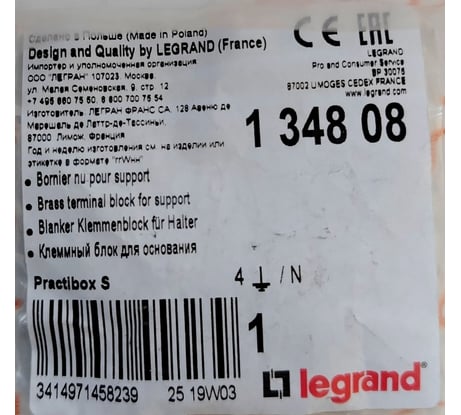 Сделано в Польше (Made in Poland)
Design and Quality by LEGRAND (France)
Импортер и уполномоченная организация
ООО "ЛЕГРАН" 107023, Москва,
ул. Малая Семеновская, 9, стр. 12
+7 495 660 75 50, 8 800 700 75 54
Изготовитель: ЛЕГРАН ФРАНС СА, 128 Авеню де
Марешаль де Латтр-де-Тассиньи,
87000 Лимож, Франция
Год и неделю изготовления см. на изделии или
этикетке в формате "ггWнн"
CE EAC
LEGRAND
Pro and Consumer Service
BP 30076
87002 LIMOGES CEDEX FRANCE
www.legrand.com
1 348 08
• Bornier nu pour support
• Brass terminal block for support
• Blanker Klemmenblock für Halter
• Клеммный блок для основания
Practibox S
4 ⏚ / N
1
3414971458239
25 19W03
legrand®